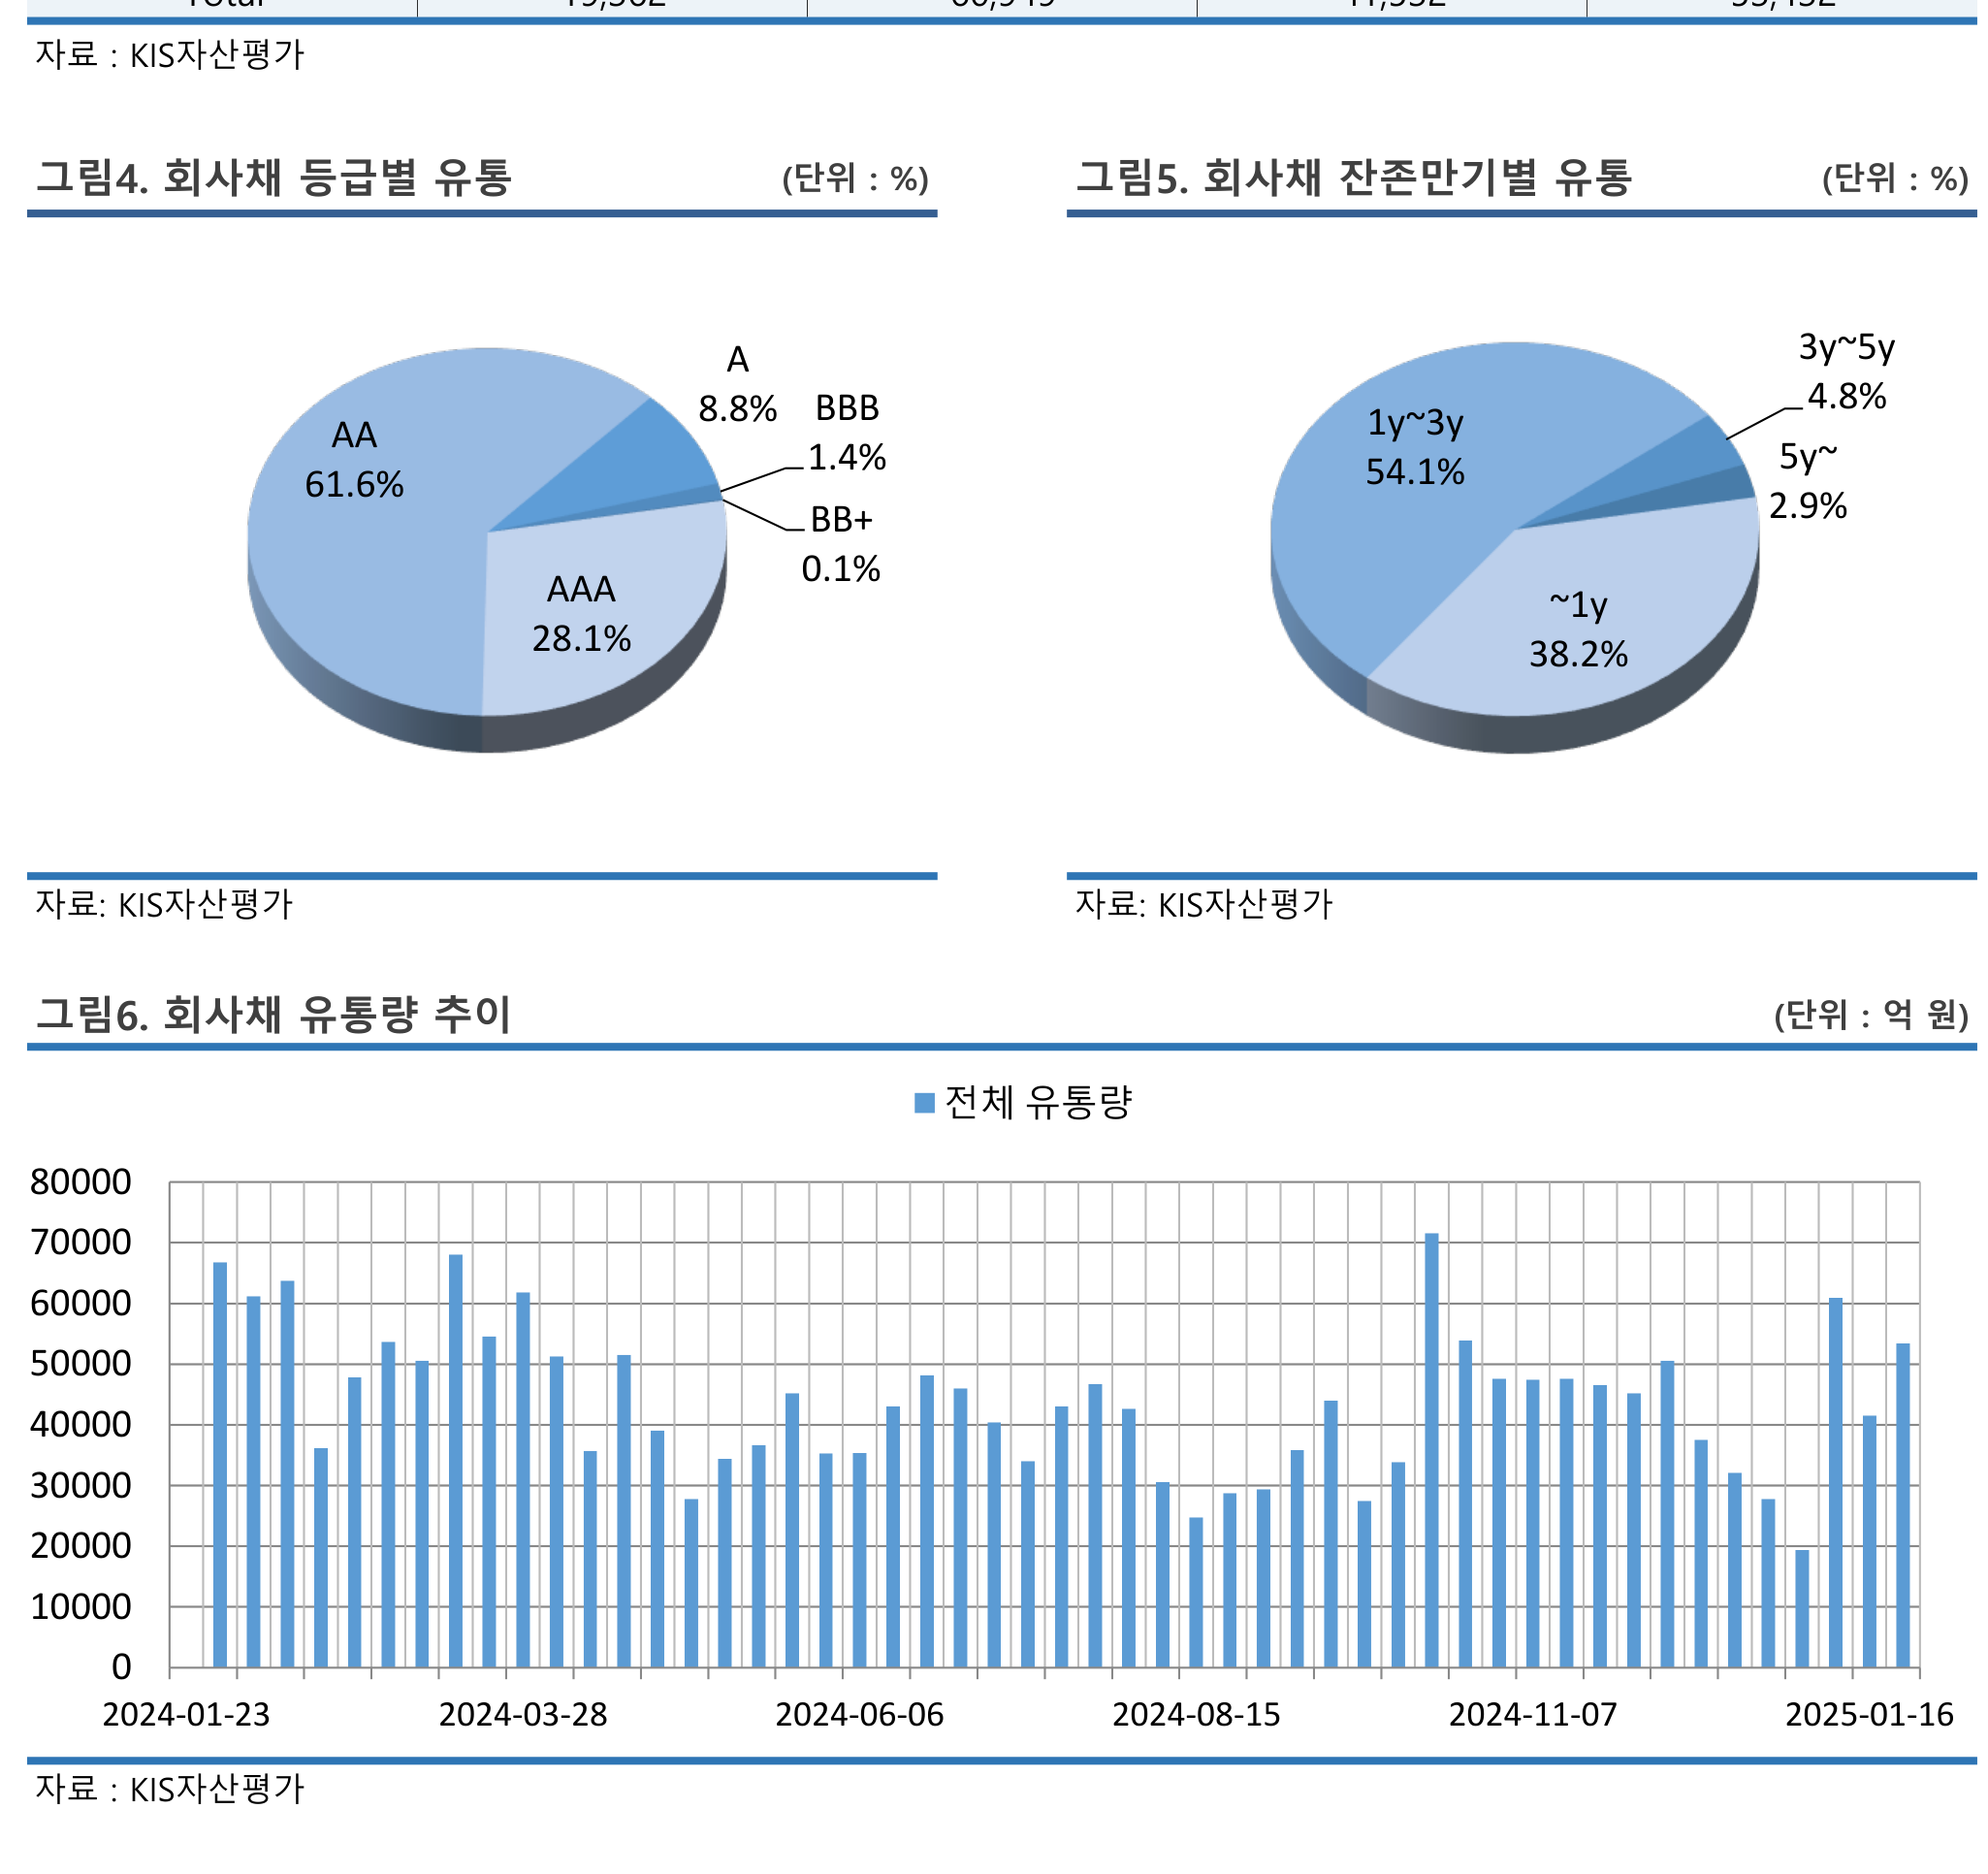 자료 : KIS자산평가
그림4. 회사채 등급별 유통 (단위 : %)
그림5. 회사채 잔존만기별 유통 (단위 : %)
A
8.8%
BBB
1.4%
AA
61.6%
BB+
0.1%
AAA
28.1%
3y~5y
4.8%
1y~3y
54.1%
5y~
2.9%
~1y
38.2%
자료: KIS자산평가
자료: KIS자산평가
그림6. 회사채 유통량 추이 (단위 : 억 원)
전체 유통량
80000
70000
60000
50000
40000
30000
20000
10000
0
2024-01-23 2024-03-28 2024-06-06 2024-08-15 2024-11-07 2025-01-16
자료 : KIS자산평가